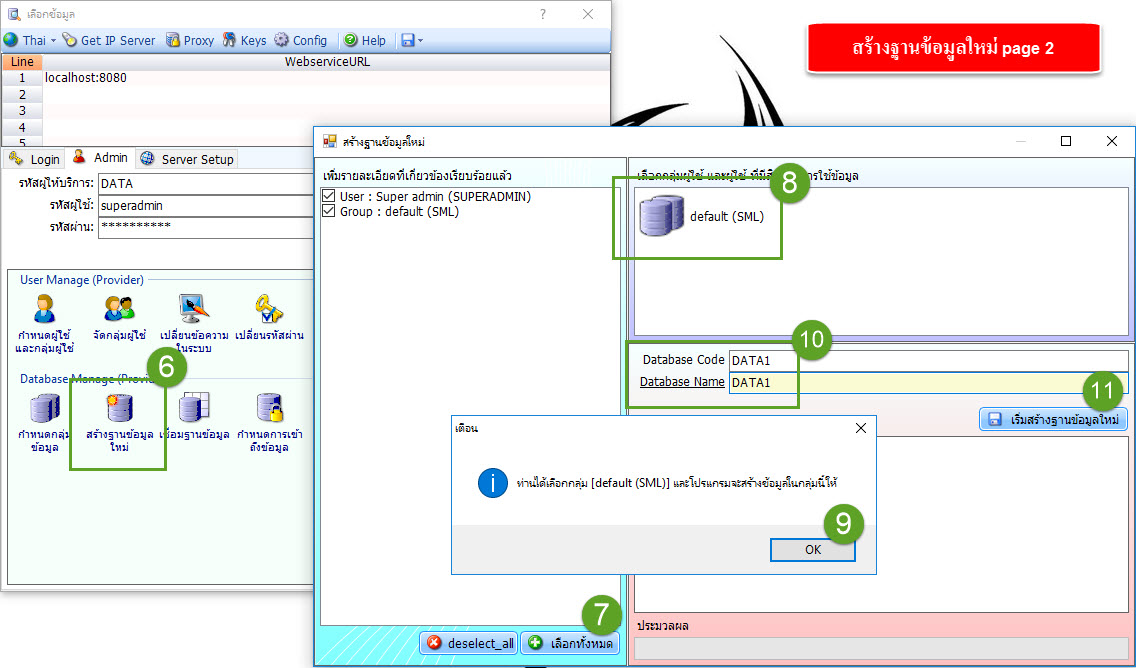 เลือกข้อมูล
?
Thai
Get IP Server
Proxy
Keys
Config
Help
Line
WebserviceURL
1
localhost:8080
2
3
4
5
Login
Admin
Server Setup
รหัสผู้ให้บริการ:
DATA
รหัสผู้ใช้:
superadmin
รหัสผ่าน:
**********
User Manage (Provider)
กำหนดผู้ใช้
และกลุ่มผู้ใช้
จัดกลุ่มผู้ใช้
เปลี่ยนข้อความ
ในระบบ
เปลี่ยนรหัสผ่าน
6
Database Manage (Provid
กำหนดกลุ่ม
ข้อมูล
สร้างฐานข้อมูล
ใหม่
เชื่อมฐานข้อมูล
กำหนดการเข้า
ถึงข้อมูล
สร้างฐานข้อมูลใหม่ page 2
สร้างฐานข้อมูลใหม่
เพิ่มรายละเอียดที่เกี่ยวข้องเรียบร้อยแล้ว
User : Super admin (SUPERADMIN)
Group : default (SML)
เลือกกลุ่มผู้ใช้ และผู้ใช้ ที่มี
การใช้ข้อมูล
8
default (SML)
10
Database Code
DATA1
Database Name
DATA1
11
เริ่มสร้างฐานข้อมูลใหม่
เตือน
ท่านได้เลือกกลุ่ม [default (SML)] และโปรแกรมจะสร้างข้อมูลในกลุ่มนี้ให้
9
OK
7
deselect_all
เลือกทั้งหมด
ประมวลผล